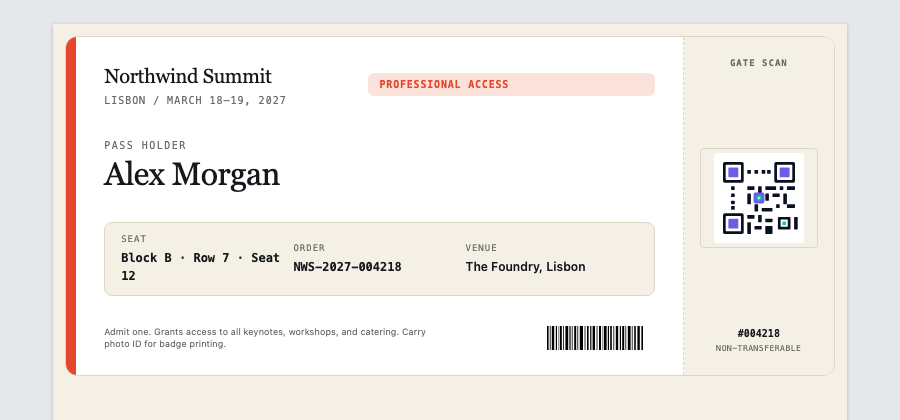 Northwind Summit
LISBON / MARCH 18–19, 2027
PROFESSIONAL ACCESS
PASS HOLDER
Alex Morgan
SEAT
Block B · Row 7 · Seat
12
ORDER
NWS-2027-004218
VENUE
The Foundry, Lisbon
Admit one. Grants access to all keynotes, workshops, and catering. Carry
photo ID for badge printing.
GATE SCAN
#004218
NON-TRANSFERABLE